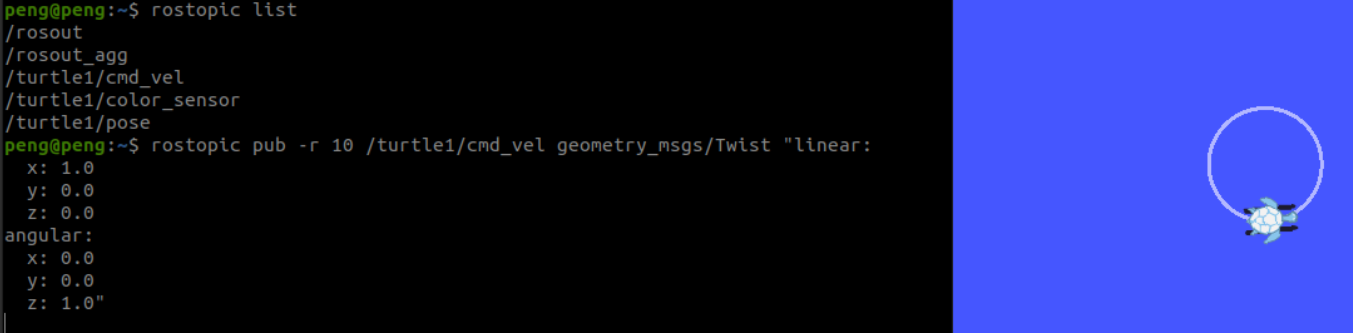 peng@peng:~$ rostopic list
/rosout
/rosout_agg
/turtle1/cmd_vel
/turtle1/color_sensor
/turtle1/pose
peng@peng:~$ rostopic pub -r 10 /turtle1/cmd_vel geometry_msgs/Twist "linear:
  x: 1.0
  y: 0.0
  z: 0.0
angular:
  x: 0.0
  y: 0.0
  z: 1.0"